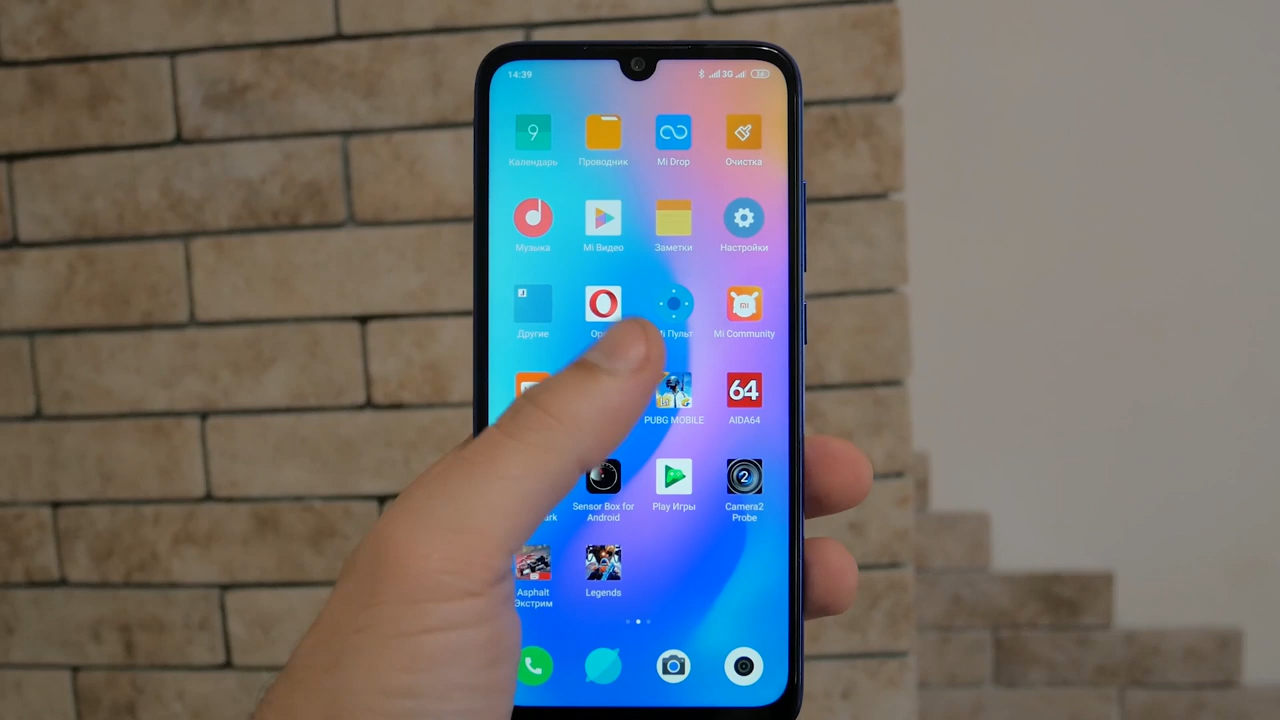 14:39
3G
9
Календарь Проводник Mi Drop Очистка
Музыка Mi Видео Заметки Настройки
J
mi
Другие Mi Community
64
PUBG MOBILE AIDA64
2
Sensor Box for Play Игры Camera2
Android Probe
Asphalt Legends
Экстрим